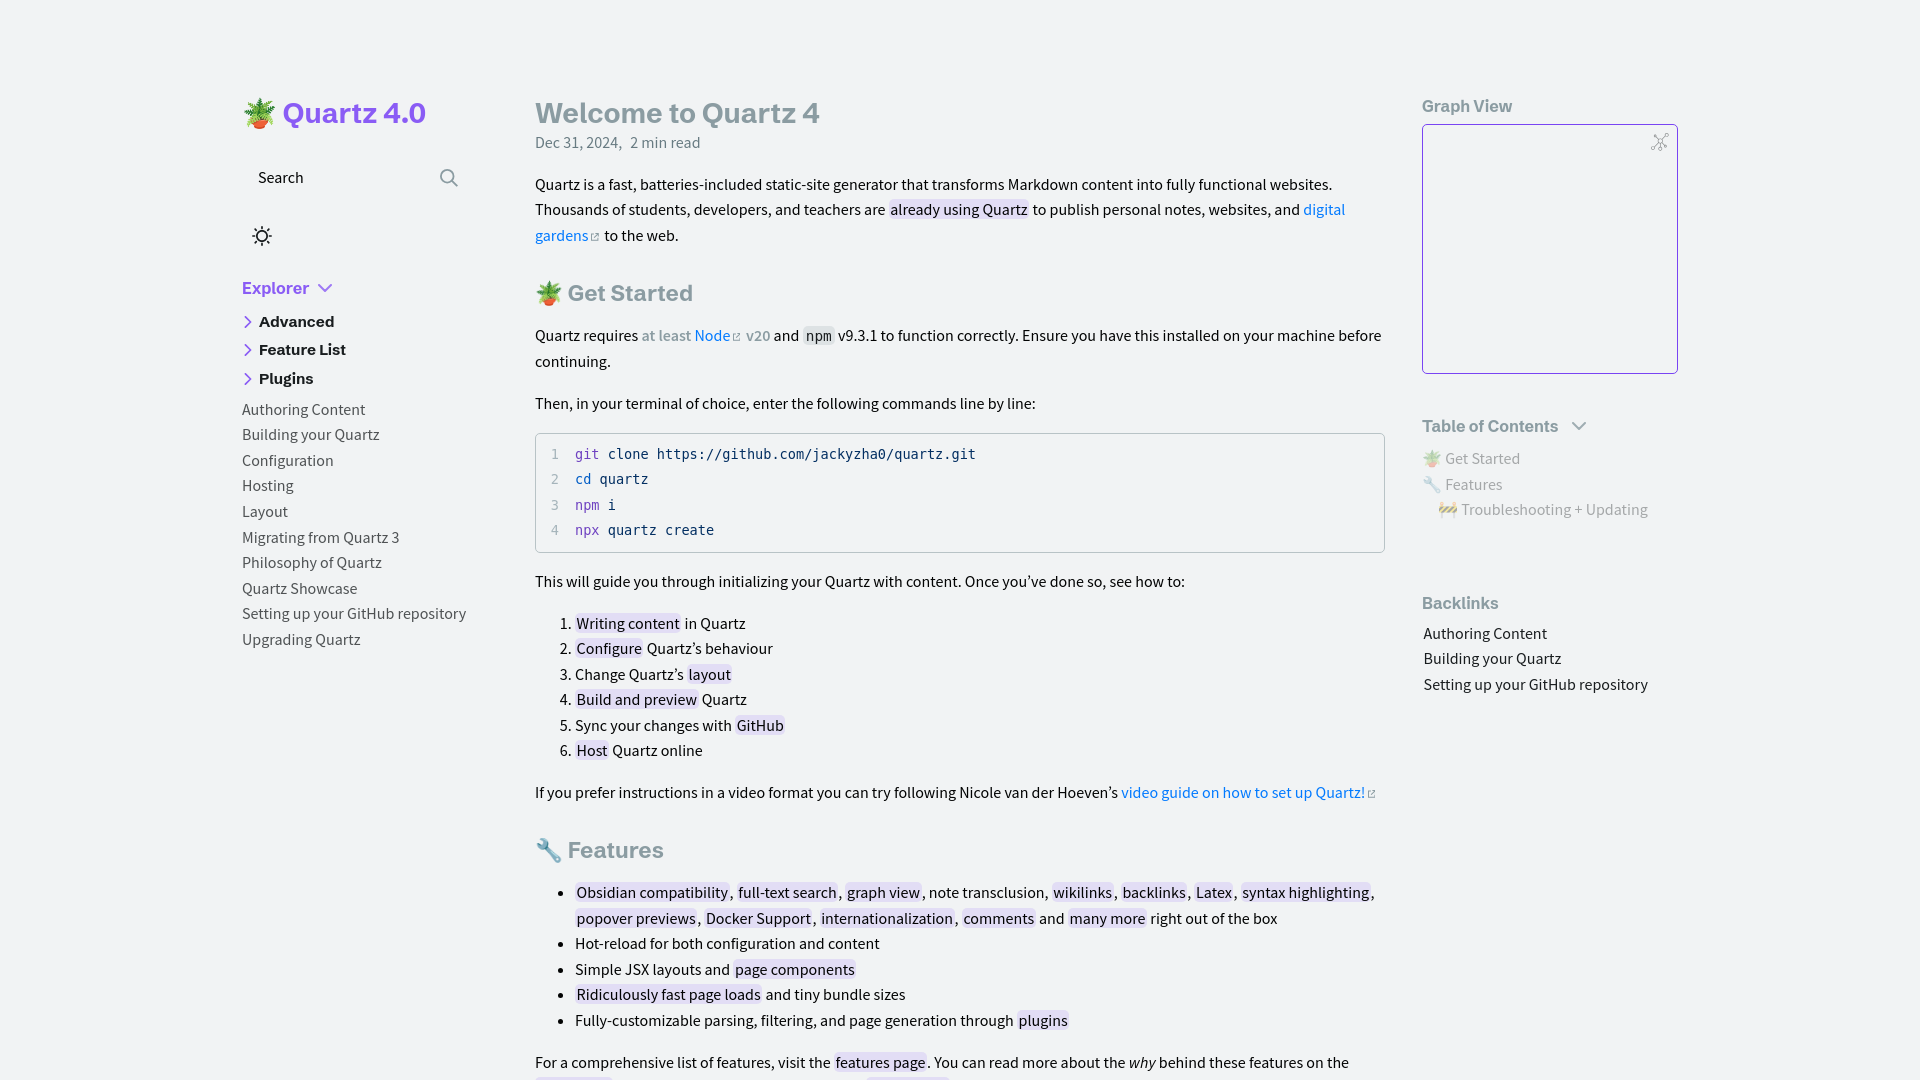 🪴 Quartz 4.0
Search
Explorer
Advanced
Feature List
Plugins
Authoring Content
Building your Quartz
Configuration
Hosting
Layout
Migrating from Quartz 3
Philosophy of Quartz
Quartz Showcase
Setting up your GitHub repository
Upgrading Quartz
Welcome to Quartz 4
Dec 31, 2024, 2 min read
Quartz is a fast, batteries-included static-site generator that transforms Markdown content into fully functional websites.
Thousands of students, developers, and teachers are already using Quartz to publish personal notes, websites, and digital
gardens to the web.
🪴 Get Started
Quartz requires at least Node v20 and npm v9.3.1 to function correctly. Ensure you have this installed on your machine before
continuing.
Then, in your terminal of choice, enter the following commands line by line:
1 git clone https://github.com/jackyzha0/quartz.git
2 cd quartz
3 npm i
4 npx quartz create
This will guide you through initializing your Quartz with content. Once you’ve done so, see how to:
1. Writing content in Quartz
2. Configure Quartz’s behaviour
3. Change Quartz’s layout
4. Build and preview Quartz
5. Sync your changes with GitHub
6. Host Quartz online
If you prefer instructions in a video format you can try following Nicole van der Hoeven’s video guide on how to set up Quartz!
🔧 Features
• Obsidian compatibility, full-text search, graph view, note transclusion, wikilinks, backlinks, Latex, syntax highlighting,
popover previews, Docker Support, internationalization, comments and many more right out of the box
• Hot-reload for both configuration and content
• Simple JSX layouts and page components
• Ridiculously fast page loads and tiny bundle sizes
• Fully-customizable parsing, filtering, and page generation through plugins
For a comprehensive list of features, visit the features page. You can read more about the why behind these features on the
Graph View
Table of Contents
🪴 Get Started
🔧 Features
🚧 Troubleshooting + Updating
Backlinks
Authoring Content
Building your Quartz
Setting up your GitHub repository